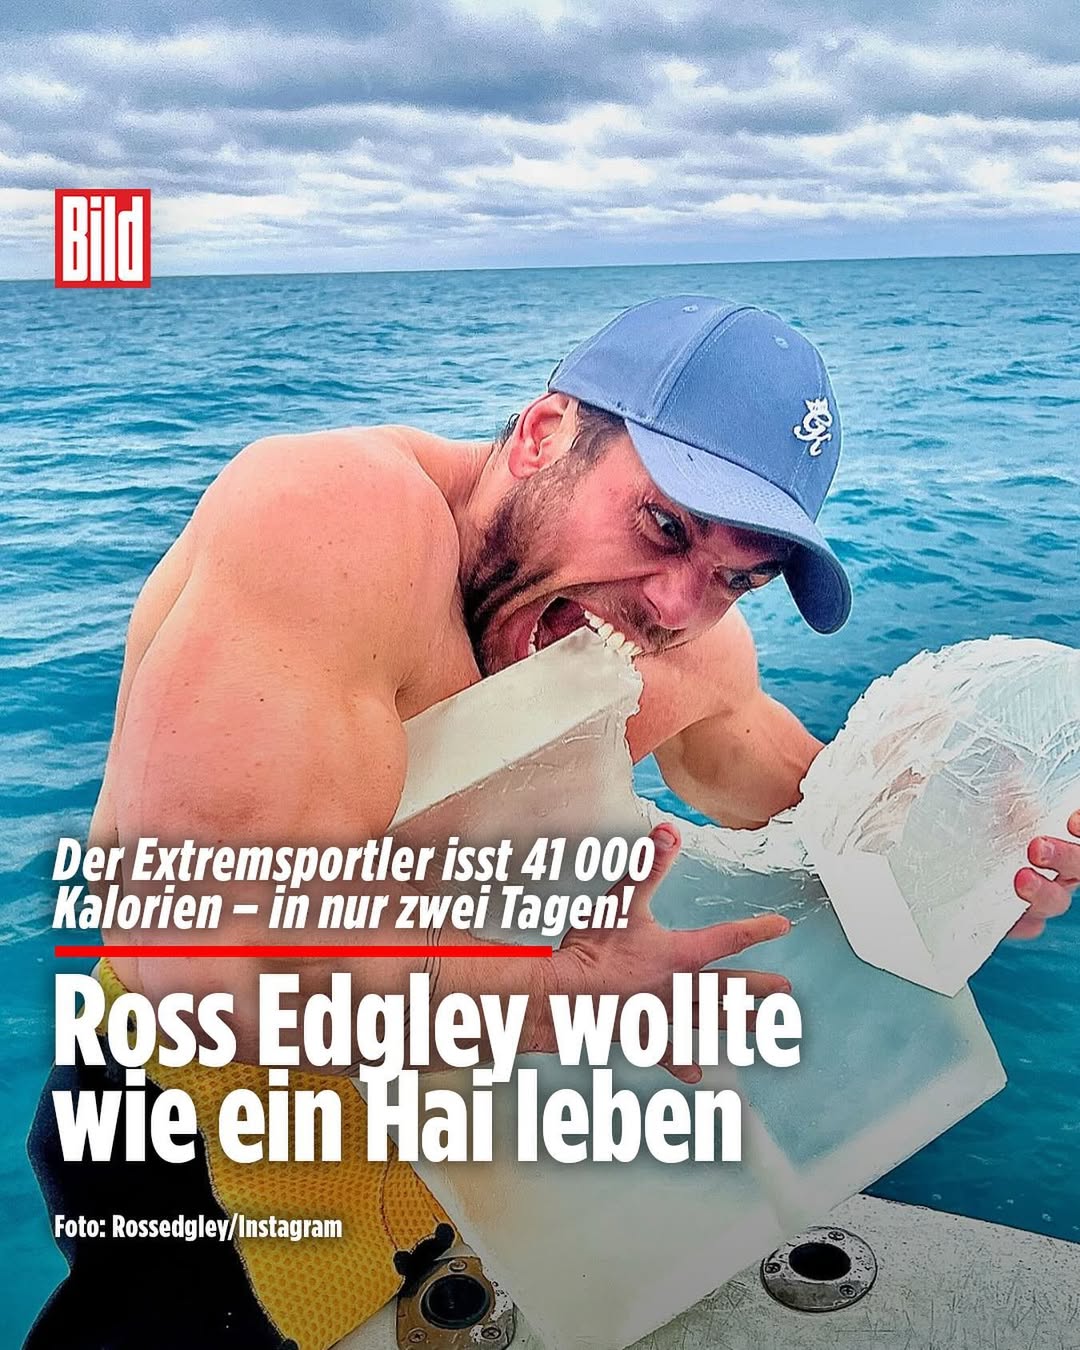 Bild
GK
Der Extremsportler isst 41 000
Kalorien – in nur zwei Tagen!
Ross Edgley wollte
wie ein Hai leben
Foto: Rossedgley/Instagram